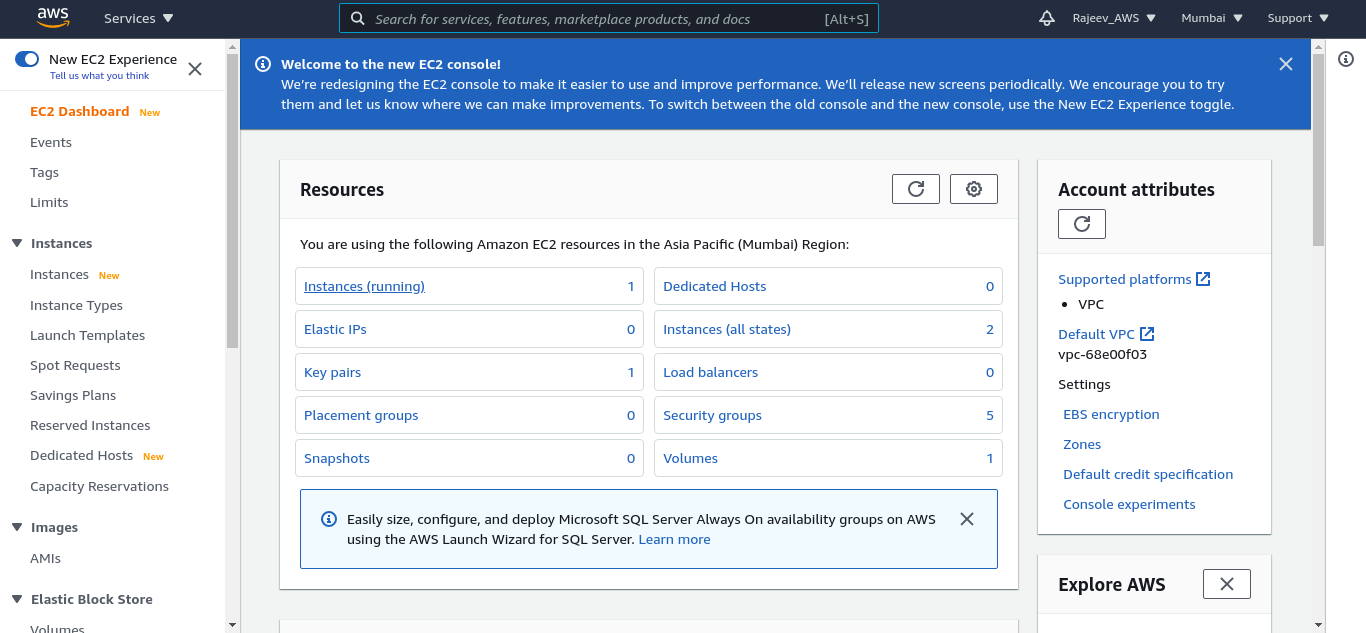 aws
Services
Search for services, features, marketplace products, and docs
[Alt+S]
Rajeev_AWS
Mumbai
Support
New EC2 Experience
Tell us what you think
EC2 Dashboard New
Events
Tags
Limits
Instances
Instances New
Instance Types
Launch Templates
Spot Requests
Savings Plans
Reserved Instances
Dedicated Hosts New
Capacity Reservations
Images
AMIs
Elastic Block Store
Volumes
Welcome to the new EC2 console!
We're redesigning the EC2 console to make it easier to use and improve performance. We'll release new screens periodically. We encourage you to try
them and let us know where we can make improvements. To switch between the old console and the new console, use the New EC2 Experience toggle.
Resources
You are using the following Amazon EC2 resources in the Asia Pacific (Mumbai) Region:
Instances (running) 1
Dedicated Hosts 0
Elastic IPs 0
Instances (all states) 2
Key pairs 1
Load balancers 0
Placement groups 0
Security groups 5
Snapshots 0
Volumes 1
Easily size, configure, and deploy Microsoft SQL Server Always On availability groups on AWS
using the AWS Launch Wizard for SQL Server. Learn more
Account attributes
Supported platforms
• VPC
Default VPC
vpc-68e00f03
Settings
EBS encryption
Zones
Default credit specification
Console experiments
Explore AWS